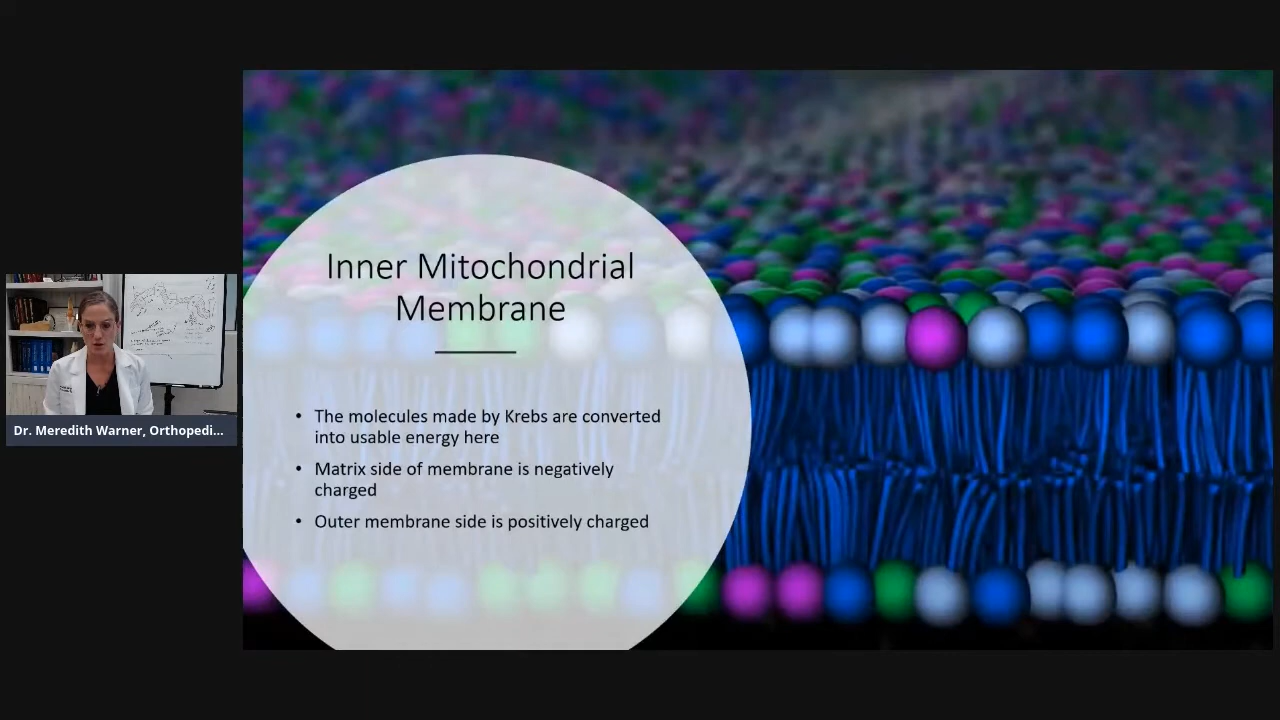 Inner Mitochondrial
Membrane
• The molecules made by Krebs are converted
into usable energy here
• Matrix side of membrane is negatively
charged
• Outer membrane side is positively charged
Dr. Meredith Warner, Orthopedi...